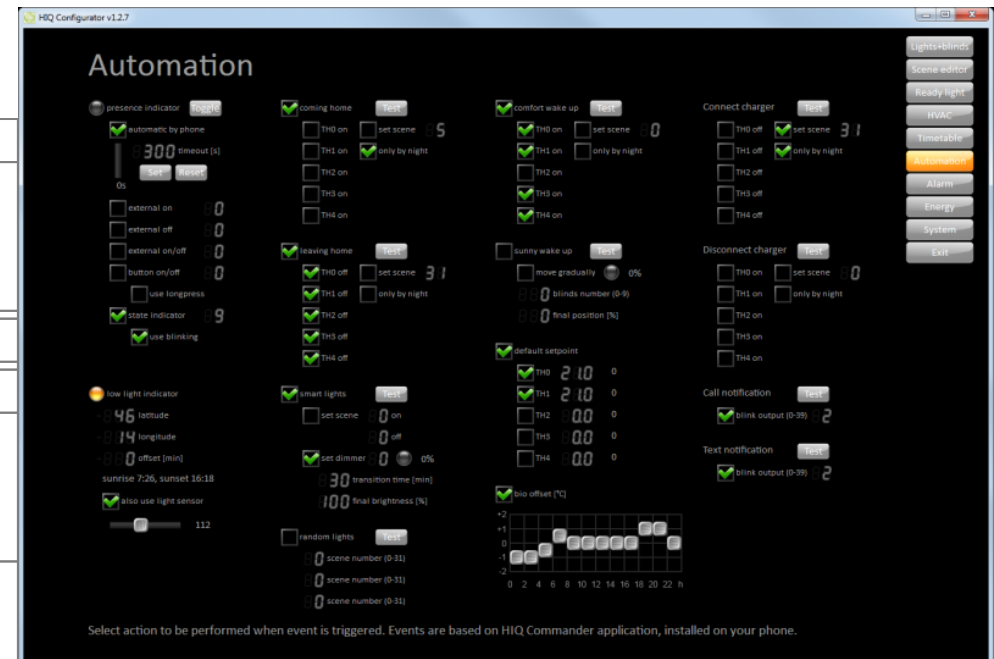 HIQ Configurator v1.2.7
Automation
presence indicator Toggle
automatic by phone
300 timeout [s]
Set Reset
0s
external on 0
external off 0
external on/off 0
button on/off 0
use longpress
state indicator 9
use blinking
low light indicator
46 latitude
14 longitude
0 offset [min]
sunrise 7:26, sunset 16:18
also use light sensor
112
coming home Test
TH0 on set scene 5
TH1 on only by night
TH2 on
TH3 on
TH4 on
leaving home Test
TH0 off set scene 31
TH1 off only by night
TH2 off
TH3 off
TH4 off
smart lights Test
set scene 0 on
0 off
set dimmer 0 0%
30 transition time [min]
100 final brightness [%]
random lights Test
0 scene number (0-31)
0 scene number (0-31)
0 scene number (0-31)
comfort wake up Test
TH0 on set scene 0
TH1 on only by night
TH2 on
TH3 on
TH4 on
sunny wake up Test
move gradually 0%
0 blinds number (0-9)
0 final position [%]
default setpoint
TH0 21.0 0
TH1 21.0 0
TH2 0.0 0
TH3 0.0 0
TH4 0.0 0
bio offset [°C]
+2
+1
0
-1
-2
0 2 4 6 8 10 12 14 16 18 20 22 h
Connect charger Test
TH0 off set scene 31
TH1 off only by night
TH2 off
TH3 off
TH4 off
Disconnect charger Test
TH0 on set scene 0
TH1 on only by night
TH2 on
TH3 on
TH4 on
Call notification Test
blink output (0-39) 2
Text notification Test
blink output (0-39) 2
Lights+blinds
Scene editor
Ready light
HVAC
Timetable
Automation
Alarm
Energy
System
Exit
Select action to be performed when event is triggered. Events are based on HIQ Commander application, installed on your phone.